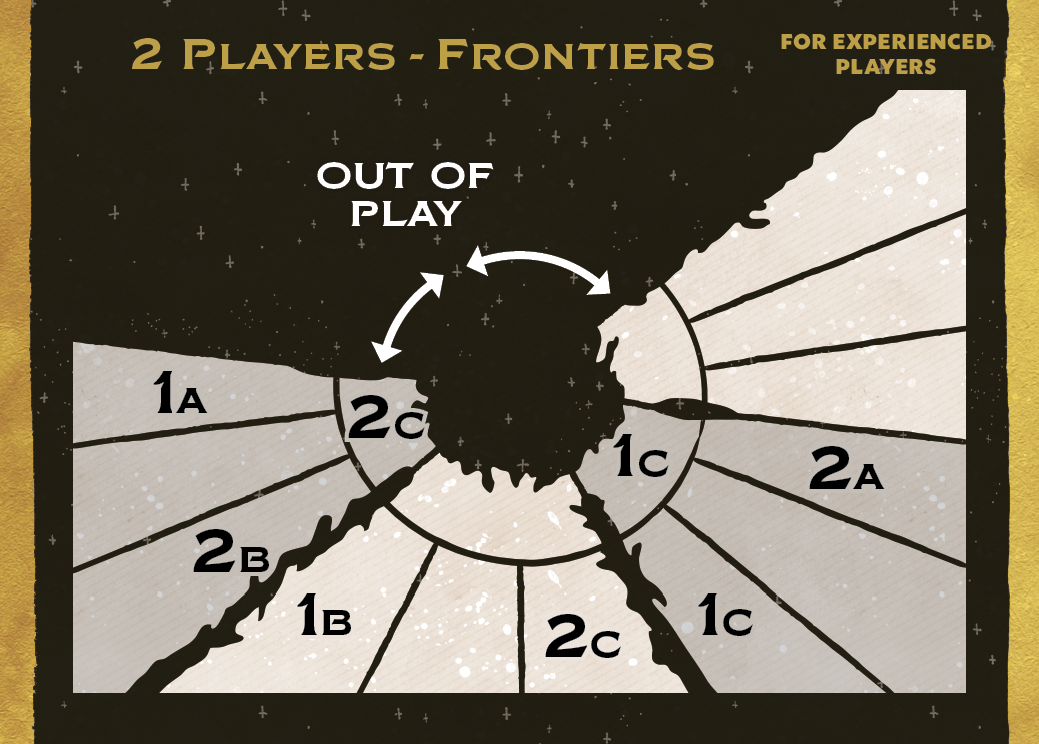 2 Players - Frontiers
FOR EXPERIENCED
PLAYERS
OUT OF
PLAY
1A
2C
1C
2A
2B
1B
2C
1C